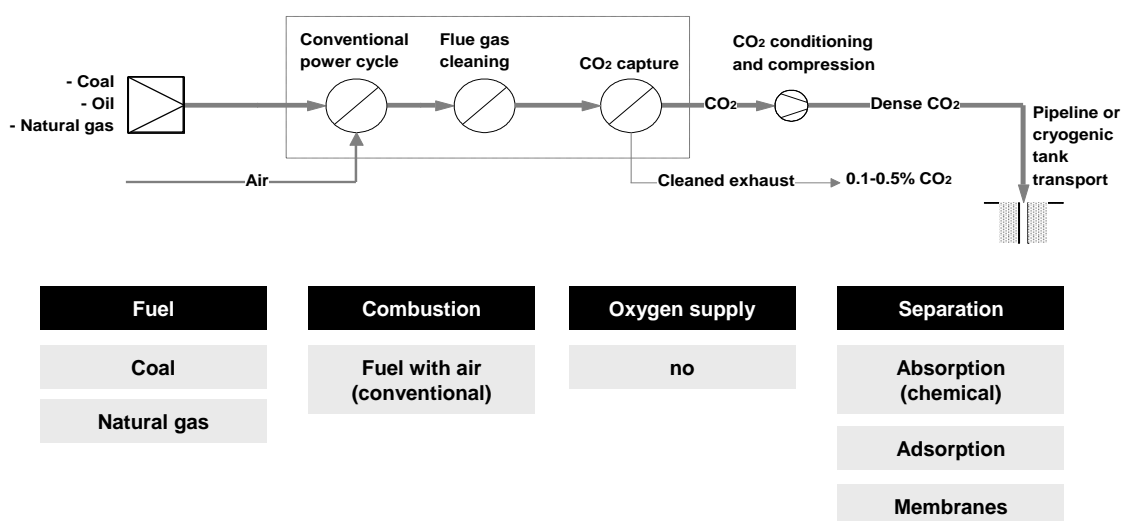 Conventional
power cycle
Flue gas
cleaning
CO2 capture
CO2 conditioning
and compression
- Coal
- Oil
- Natural gas
CO2
Dense CO2
Pipeline or
cryogenic
tank
transport
Air
Cleaned exhaust
0.1-0.5% CO2
Fuel
Combustion
Oxygen supply
Separation
Coal
Fuel with air
(conventional)
no
Absorption
(chemical)
Natural gas
Adsorption
Membranes